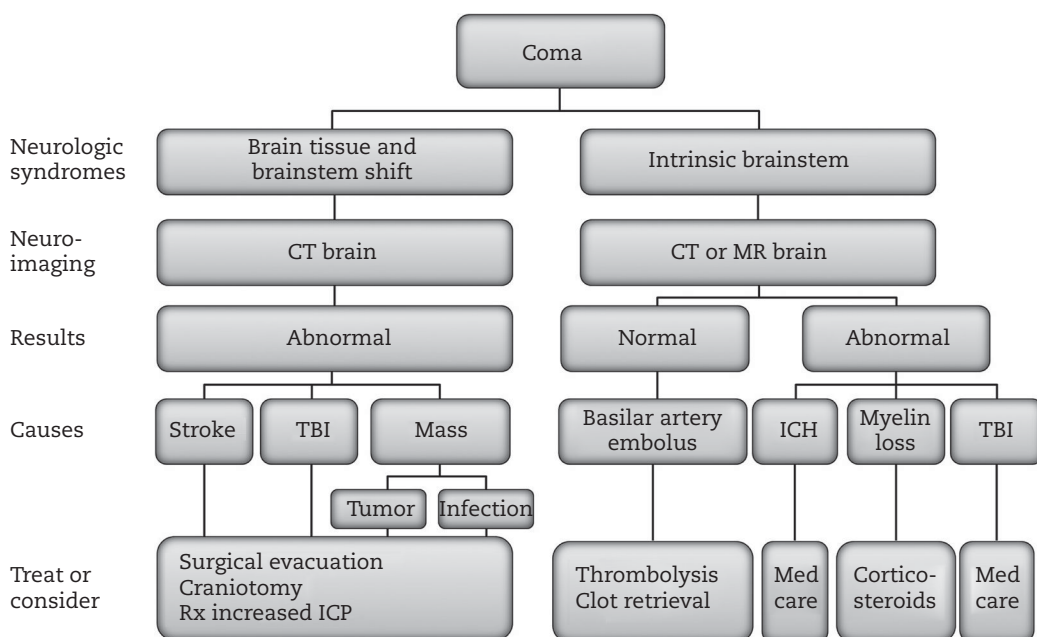 Coma
Neurologic
syndromes
Brain tissue and
brainstem shift
Intrinsic brainstem
Neuro-
imaging
CT brain
CT or MR brain
Results
Abnormal
Normal
Abnormal
Causes
Stroke
TBI
Mass
Basilar artery
embolus
ICH
Myelin
loss
TBI
Tumor
Infection
Treat or
consider
Surgical evacuation
Craniotomy
Rx increased ICP
Thrombolysis
Clot retrieval
Med
care
Cortico-
steroids
Med
care